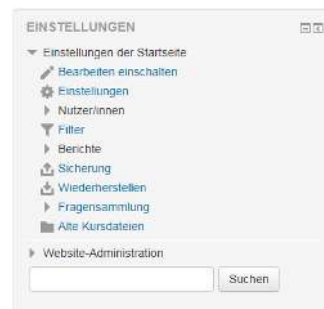 EINSTELLUNGEN
Einstellungen der Startseite
Bearbeiten einschalten
Einstellungen
Nutzer/innen
Filter
Berichte
Sicherung
Wiederherstellen
Fragensammlung
Alte Kursdateien
Website-Administration
Suchen